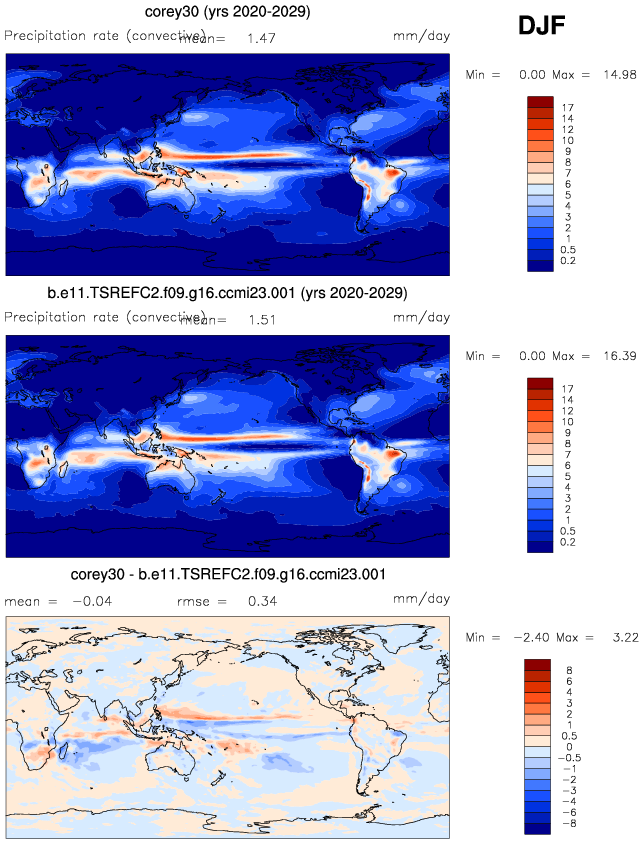 corey30 (yrs 2020-2029)
DJF
Precipitation rate (convective)
mean= 1.47
mm/day
Min = 0.00 Max = 14.98
17
14
12
10
9
8
7
6
5
4
3
2
1
0.5
0.2
b.e11.TSREFC2.f09.g16.ccmi23.001 (yrs 2020-2029)
Precipitation rate (convective)
mean= 1.51
mm/day
Min = 0.00 Max = 16.39
17
14
12
10
9
8
7
6
5
4
3
2
1
0.5
0.2
corey30 - b.e11.TSREFC2.f09.g16.ccmi23.001
mean = -0.04
rmse = 0.34
mm/day
Min = -2.40 Max = 3.22
8
6
4
3
2
1
0.5
0
-0.5
-1
-2
-3
-4
-6
-8